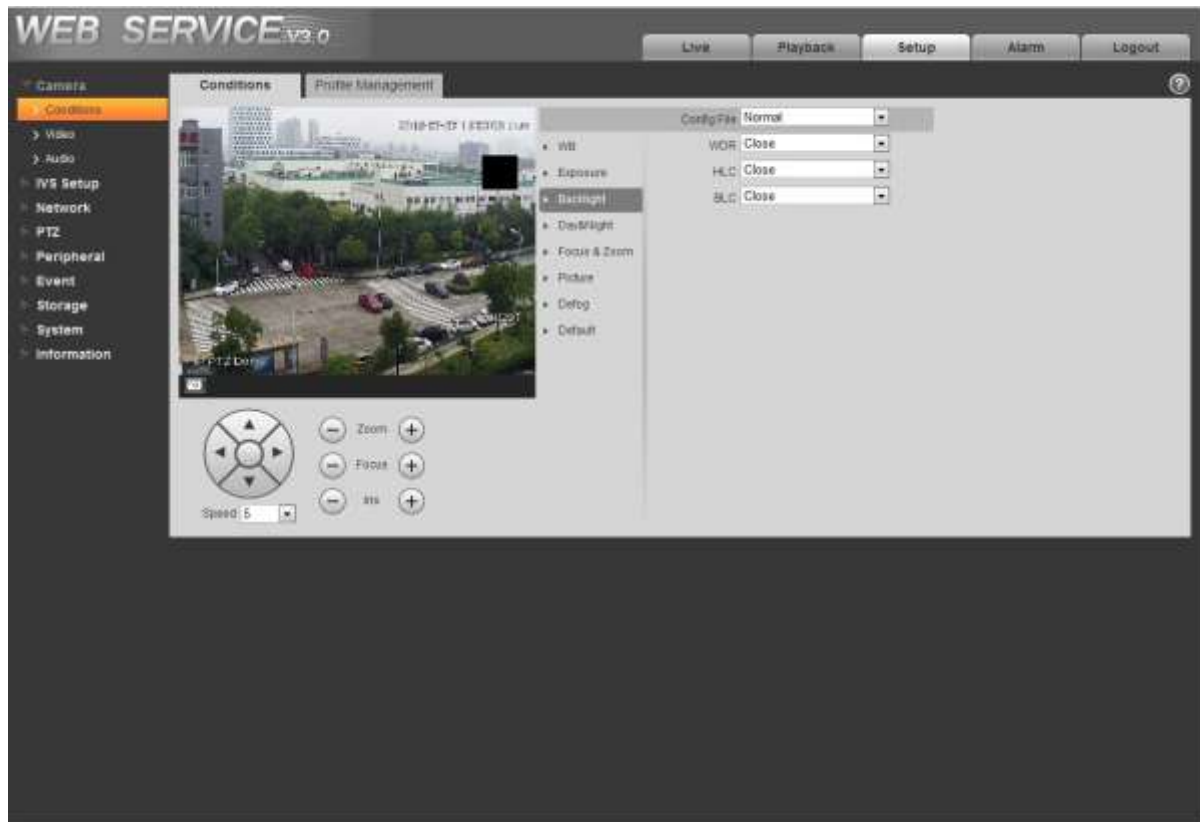 WEB SERVICE V3.0
Live
Playback
Setup
Alarm
Logout
Camera
Conditions
Video
Audio
IVS Setup
Network
PTZ
Peripheral
Event
Storage
System
Information
Conditions
Profile Management
?
PTZ
WB
Exposure
Backlight
Day&Night
Focus & Zoom
Picture
Defog
Default
Config File Normal
WDR Close
HLC Close
BLC Close
Zoom
Focus
Iris
Speed 5